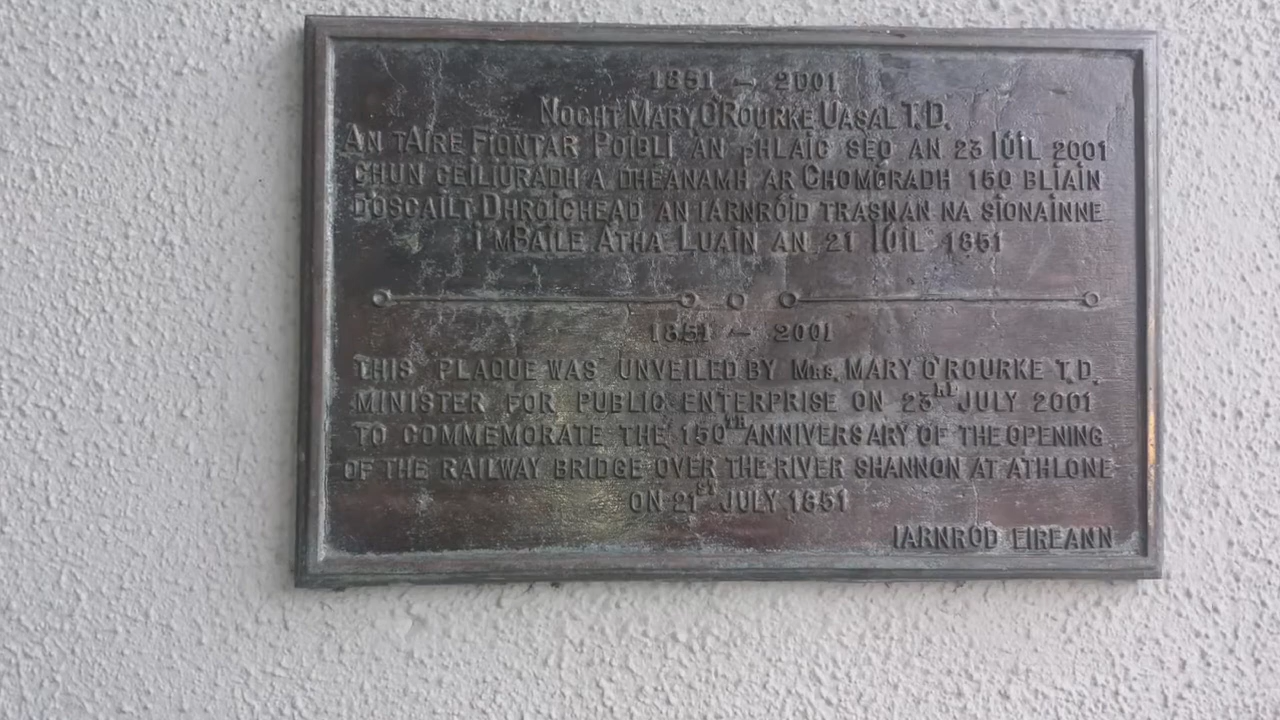 1851 – 2001
NOCHT MARY O'ROURKE UASAL T.D.
AN TAIRE FIONTAR POIBLÍ AN PHLAIC SEO AN 23 IÚIL 2001
CHUN CEILIURADH A DHEANAMH AR CHOMÓRADH 150 BLÍAIN
D'OSCAILT DHROICHEAD AN IARNRÓID TRASNAN NA SIONAINNE
I MBAILE ATHA LUAIN AN 21 IÚIL 1851
1851 – 2001
THIS PLAQUE WAS UNVEILED BY MRS. MARY O'ROURKE T.D.
MINISTER FOR PUBLIC ENTERPRISE ON 23RD JULY 2001
TO COMMEMORATE THE 150TH ANNIVERSARY OF THE OPENING
OF THE RAILWAY BRIDGE OVER THE RIVER SHANNON AT ATHLONE
ON 21ST JULY 1851
IARNRÓD EIREANN